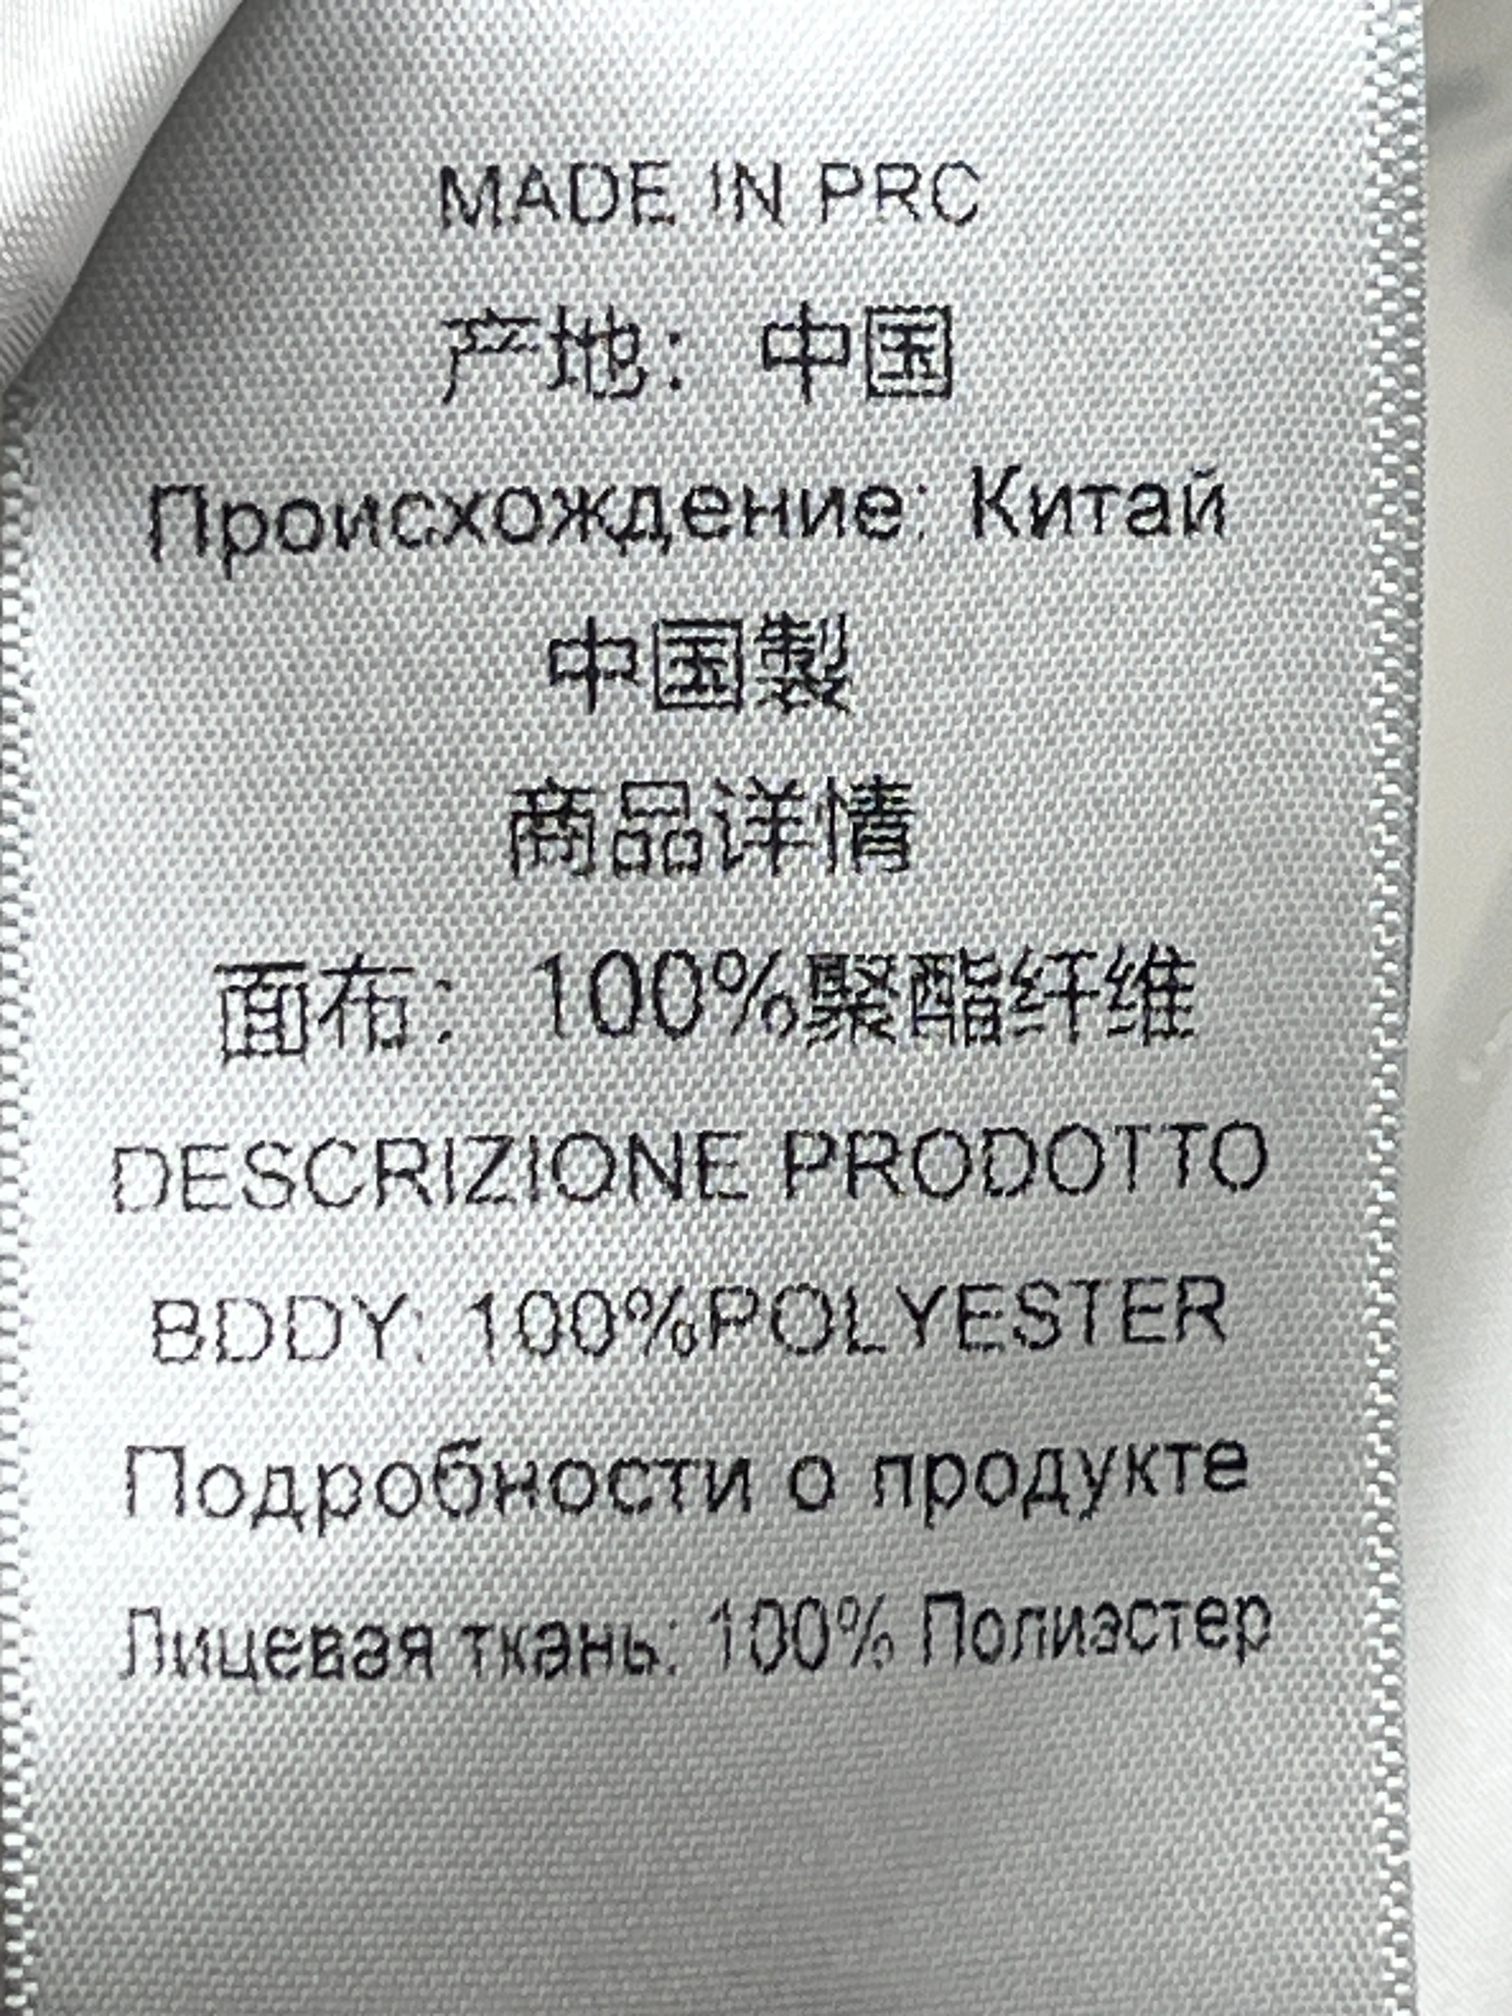 MADE IN PRC
产地：中国
Происхождение: Китай
中国製
商品详情
面布：100%聚酯纤维
DESCRIZIONE PRODOTTO
BDDY: 100%POLYESTER
Подробности о продукте
Лицевая ткань: 100% Полиэстер